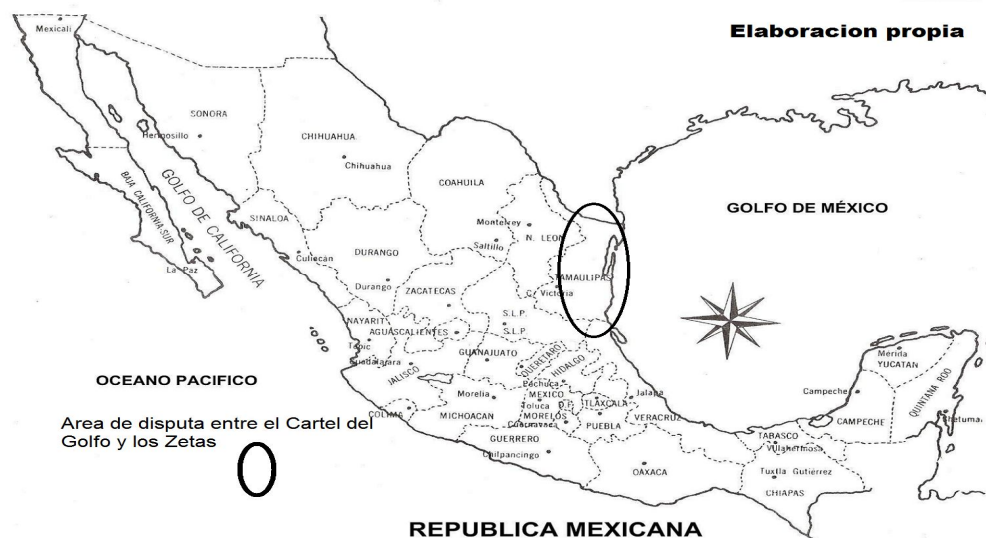 Elaboracion propia
Mexicali
SONORA
Hermosillo
CHIHUAHUA
Chihuahua
COAHUILA
GOLFO DE CALIFORNIA
BAJA CALIFORNIA-SUR
La Paz
SINALOA
Culiacán
DURANGO
Durango
Monterrey
N. LEON
Saltillo
TAMAULIPAS
C. Victoria
GOLFO DE MÉXICO
ZACATECAS
S.L.P.
S.L.P.
NAYARIT
Tepic
AGUASCALIENTES
Guadalajara
JALISCO
GUANAJUATO
QUERETARO
HIDALGO
Pachuca
MEXICO
Toluca
D.F.
TLAXCALA
Jalapa
Morelia
MICHOACAN
COLIMA
MORELOS
Cuernavaca
PUEBLA
VERACRUZ
GUERRERO
Chilpancingo
OAXACA
TABASCO
Villahermosa
Tuxtla Gutiérrez
CHIAPAS
Campeche
CAMPECHE
Mérida
YUCATAN
QUINTANA ROO
Chetumal
OCEANO PACIFICO
Area de disputa entre el Cartel del
Golfo y los Zetas
REPUBLICA MEXICANA